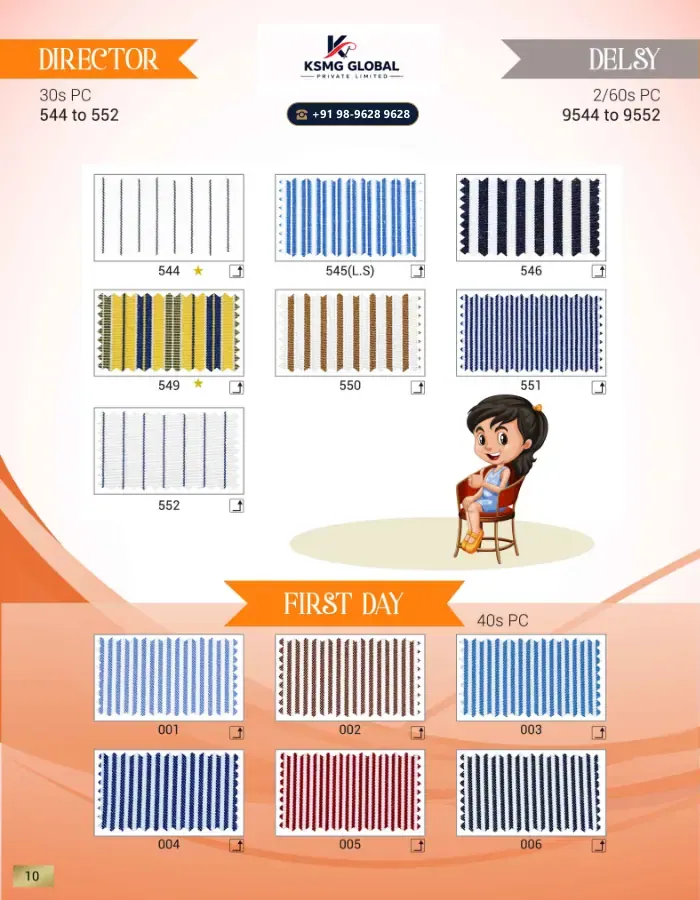 DIRECTOR
KSMG GLOBAL
PRIVATE LIMITED
DELSY
30s PC
544 to 552
+91 98-9628 9628
2/60s PC
9544 to 9552
544
545(L.S)
546
549
550
551
552
FIRST DAY
40s PC
001
002
003
004
005
006
10